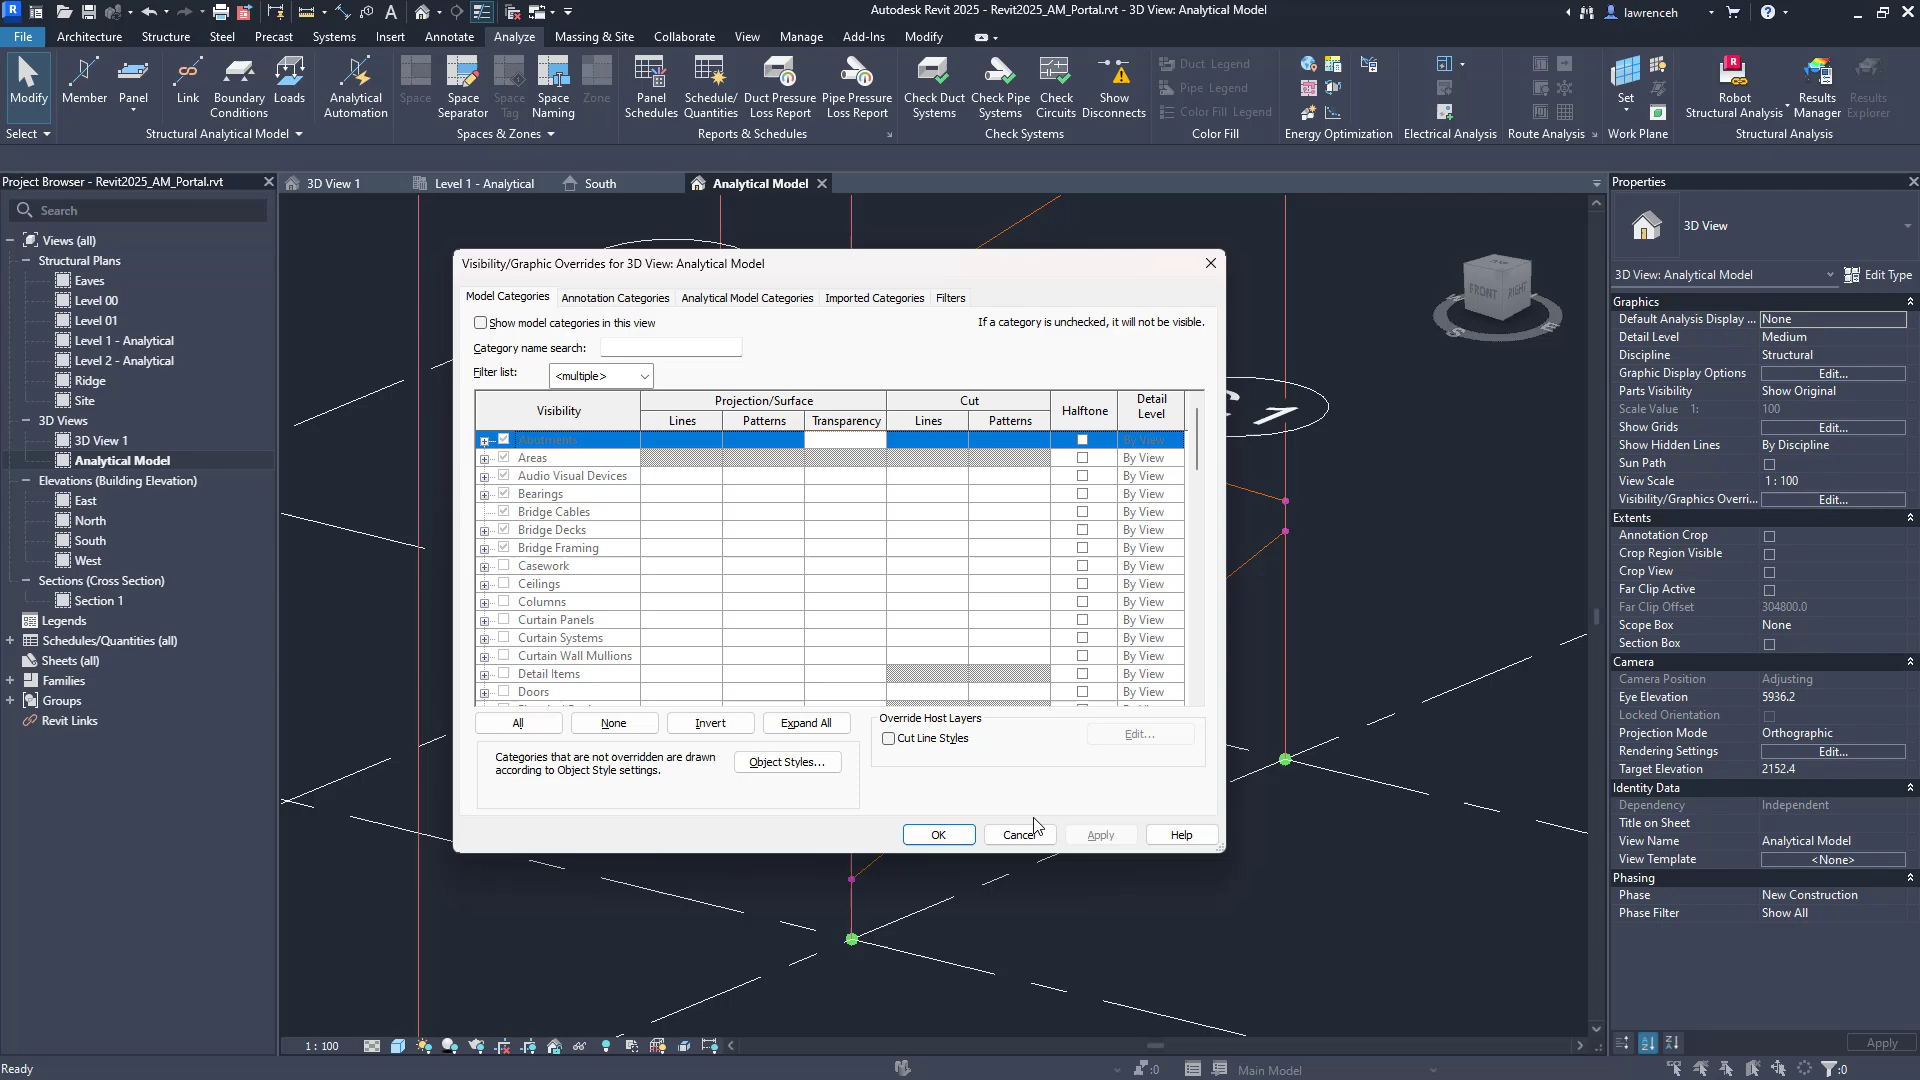 Autodesk Revit 2025 - Revit2025_AM_Portal.rvt - 3D View: Analytical Model
lawrenceh
File Architecture Structure Steel Precast Systems Insert Annotate Analyze Massing & Site Collaborate View Manage Add-Ins Modify
Modify
Member
Panel
Link
Boundary Conditions
Loads
Analytical Automation
Space
Space Separator
Space Tag
Space Naming
Zone
Panel Schedules
Schedule/ Quantities
Duct Pressure Loss Report
Pipe Pressure Loss Report
Check Duct Systems
Check Pipe Systems
Check Circuits
Show Disconnects
Duct Legend
Pipe Legend
Color Fill Legend
Set
Robot Structural Analysis
Results Manager
Results Explorer
Select
Structural Analytical Model
Spaces & Zones
Reports & Schedules
Check Systems
Color Fill
Energy Optimization
Electrical Analysis
Route Analysis
Work Plane
Structural Analysis
Project Browser - Revit2025_AM_Portal.rvt
Search
Views (all)
Structural Plans
Eaves
Level 00
Level 01
Level 1 - Analytical
Level 2 - Analytical
Ridge
Site
3D Views
3D View 1
Analytical Model
Elevations (Building Elevation)
East
North
South
West
Sections (Cross Section)
Section 1
Legends
Schedules/Quantities (all)
Sheets (all)
Families
Groups
Revit Links
3D View 1
Level 1 - Analytical
South
Analytical Model
Visibility/Graphic Overrides for 3D View: Analytical Model
Model Categories Annotation Categories Analytical Model Categories Imported Categories Filters
Show model categories in this view
If a category is unchecked, it will not be visible.
Category name search:
Filter list:
<multiple>
Visibility
Projection/Surface
Cut
Halftone
Detail Level
Lines Patterns Transparency Lines Patterns
Abutments By View
Areas By View
Audio Visual Devices By View
Bearings By View
Bridge Cables By View
Bridge Decks By View
Bridge Framing By View
Casework By View
Ceilings By View
Columns By View
Curtain Panels By View
Curtain Systems By View
Curtain Wall Mullions By View
Detail Items By View
Doors By View
All None Invert Expand All
Override Host Layers
Cut Line Styles
Edit...
Categories that are not overridden are drawn
according to Object Style settings.
Object Styles...
OK Cancel Apply Help
FRONT RIGHT
Properties
3D View
3D View: Analytical Model
Edit Type
Graphics
Default Analysis Display ... None
Detail Level Medium
Discipline Structural
Graphic Display Options Edit...
Parts Visibility Show Original
Scale Value 1: 100
Show Grids Edit...
Show Hidden Lines By Discipline
Sun Path
View Scale 1 : 100
Visibility/Graphics Overri... Edit...
Extents
Annotation Crop
Crop Region Visible
Crop View
Far Clip Active
Far Clip Offset 304800.0
Scope Box None
Section Box
Camera
Camera Position Adjusting
Eye Elevation 5936.2
Locked Orientation
Projection Mode Orthographic
Rendering Settings Edit...
Target Elevation 2152.4
Identity Data
Dependency Independent
Title on Sheet
View Name Analytical Model
View Template <None>
Phasing
Phase New Construction
Phase Filter Show All
Apply
1 : 100
Ready
:0
Main Model
:0